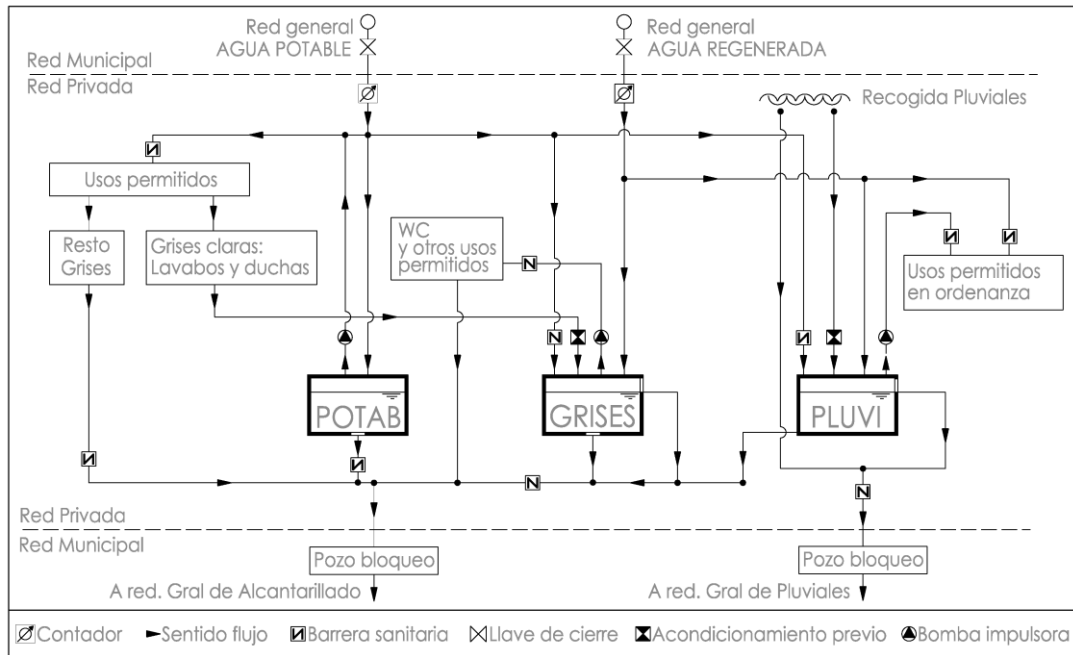 Red general
AGUA POTABLE
Red general
AGUA REGENERADA
Red Municipal
Red Privada
Recogida Pluviales
Usos permitidos
Resto
Grises
Grises claras:
Lavabos y duchas
WC
y otros usos
permitidos
Usos permitidos
en ordenanza
POTAB
GRISES
PLUVI
Red Privada
Red Municipal
Pozo bloqueo
Pozo bloqueo
A red. Gral de Alcantarillado
A red. Gral de Pluviales
Contador
Sentido flujo
Barrera sanitaria
Llave de cierre
Acondicionamiento previo
Bomba impulsora